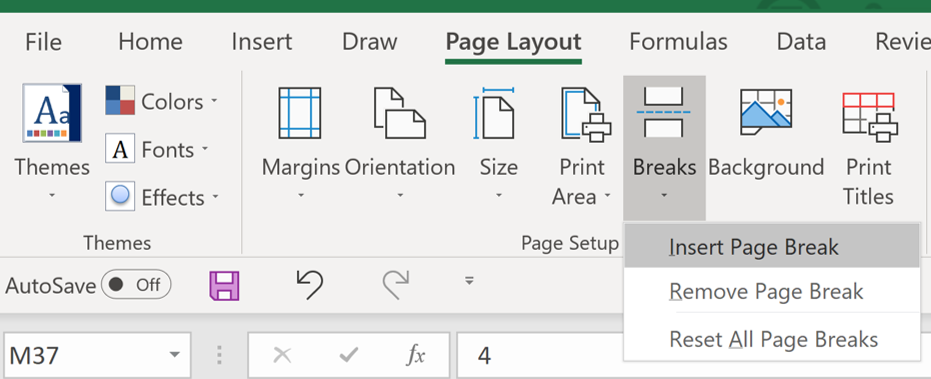 File Home Insert Draw Page Layout Formulas Data Revie
Aa Colors
Themes A Fonts
Effects
Margins Orientation Size Print Area Breaks Background Print Titles
Themes Page Setup
Insert Page Break
Remove Page Break
Reset All Page Breaks
AutoSave Off
M37 fx 4